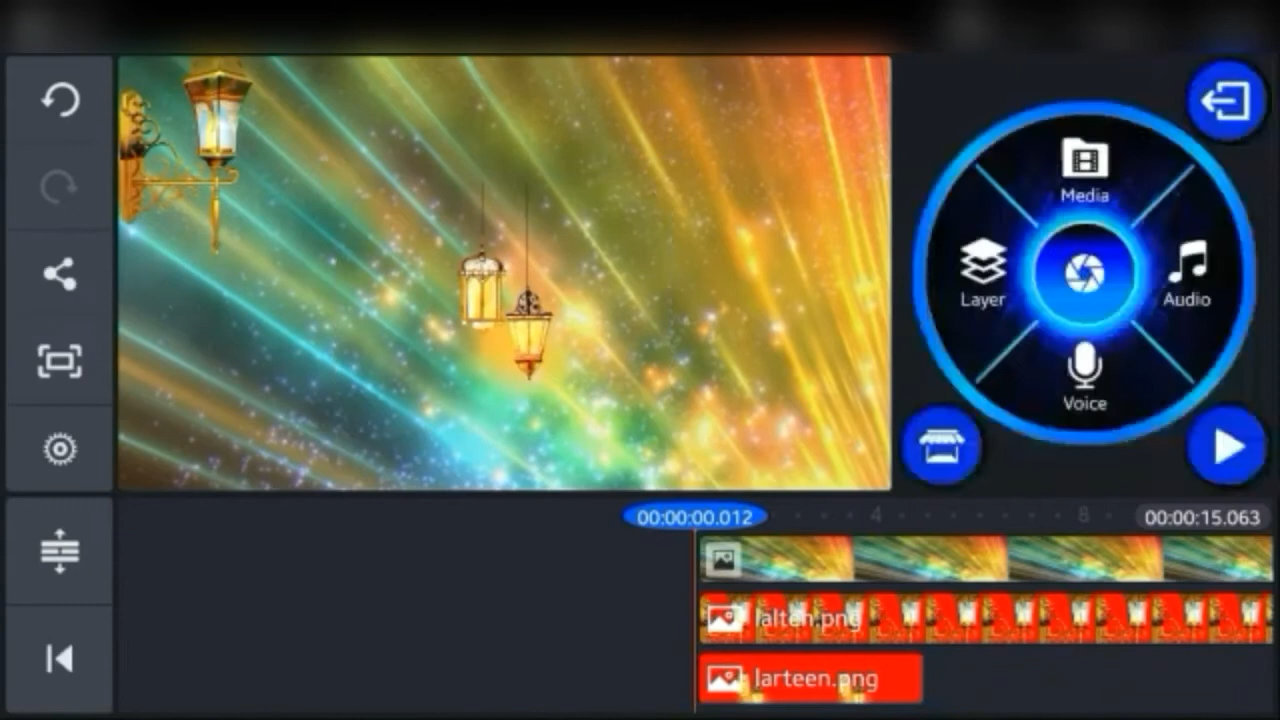 Media
Layer
Audio
Voice
00:00:00.012
4
8
00:00:15.063
lalten.png
larteen.png